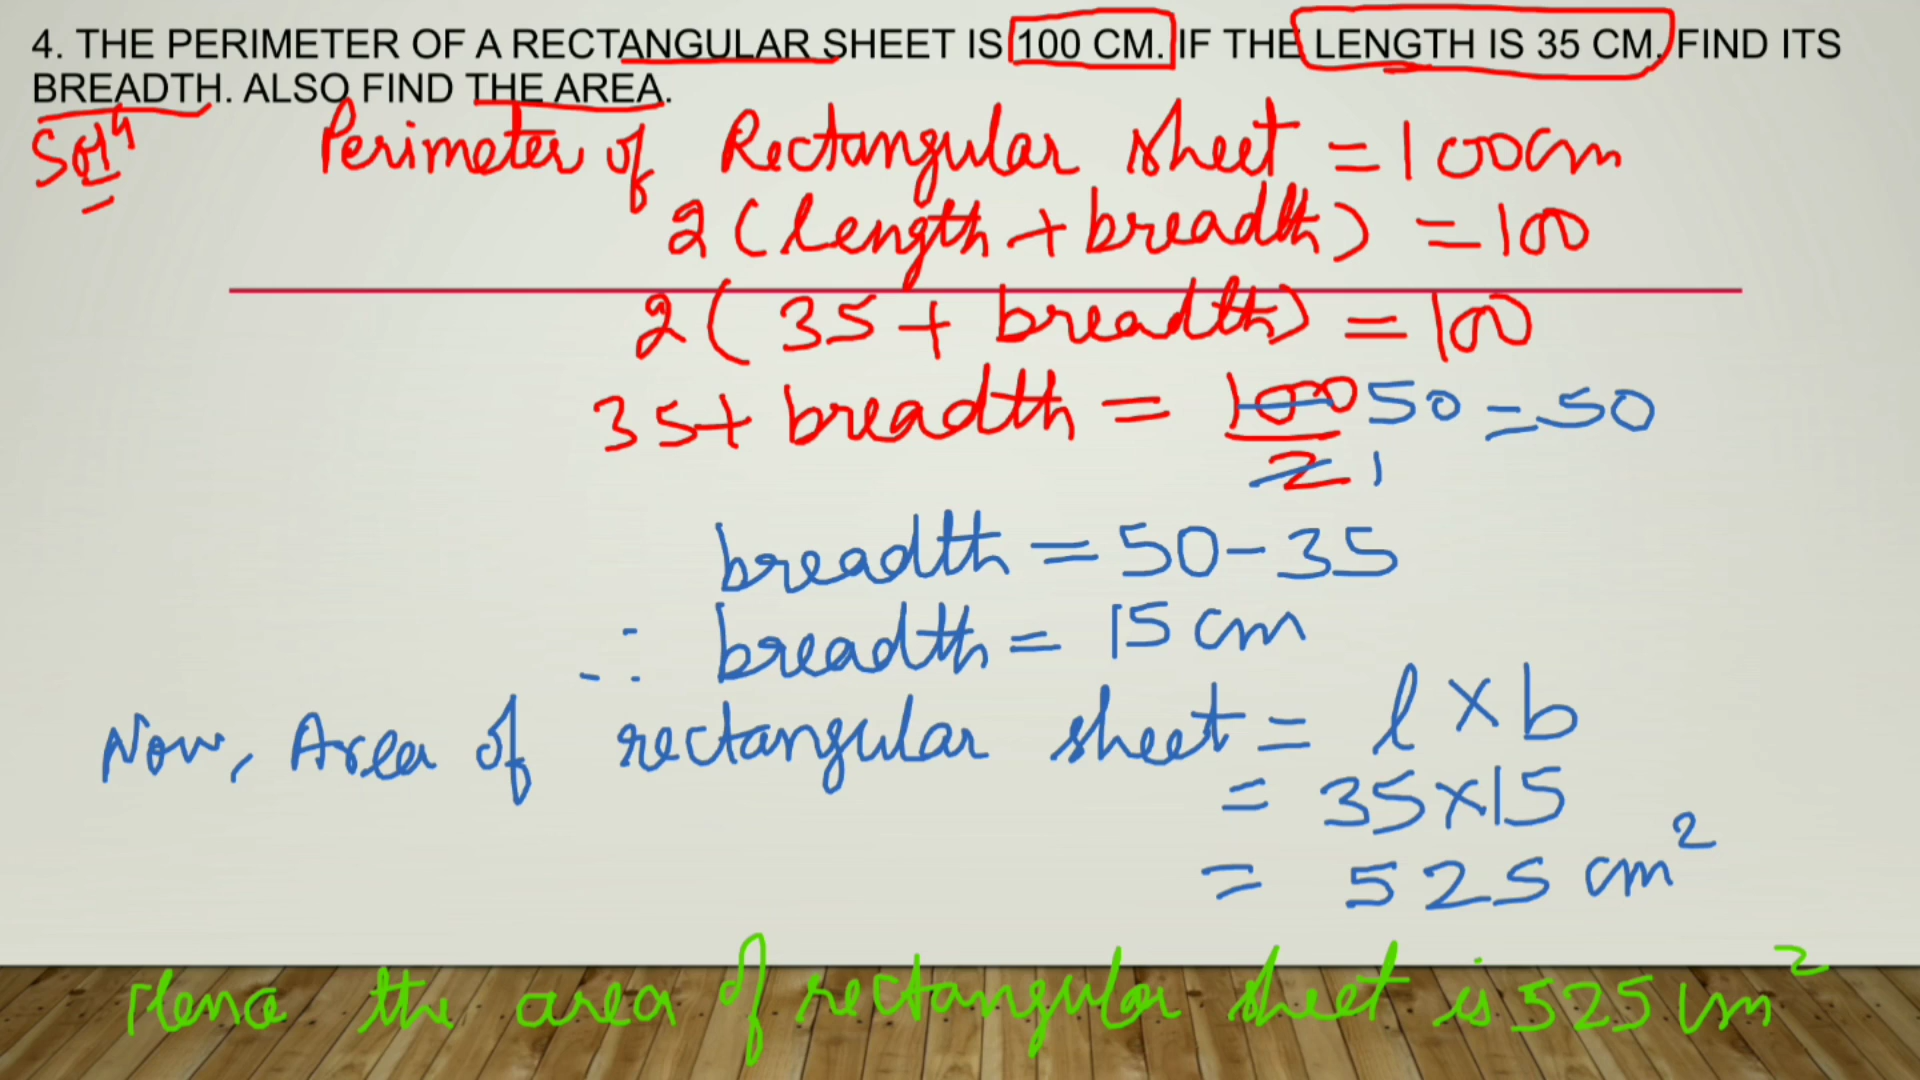 4. THE PERIMETER OF A RECTANGULAR SHEET IS 100 CM. IF THE LENGTH IS 35 CM. FIND ITS
BREADTH. ALSO FIND THE AREA.
Solⁿ Perimeter of Rectangular sheet = 100cm
2(length + breadth) = 100
2(35 + breadth) = 100
35 + breadth = 100/2 50/1 = 50
breadth = 50 - 35
∴ breadth = 15 cm
Now, Area of rectangular sheet = l × b
= 35×15
= 525 cm²
Hence the area of rectangular sheet is 525 cm²